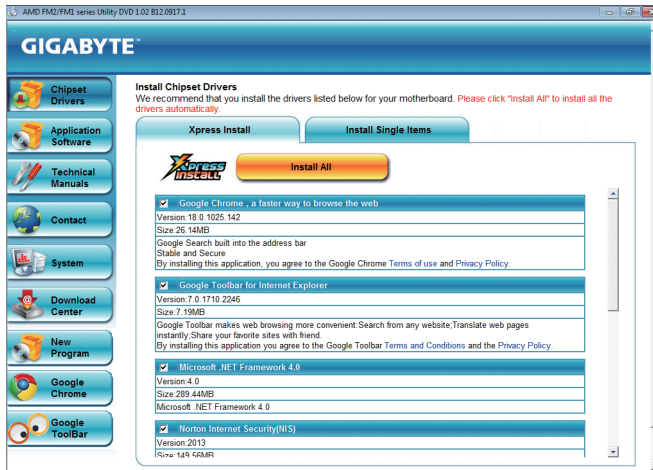 AMD FM2/FM1 series Utility DVD 1.02 B12.0917.1
GIGABYTE™
Chipset
Drivers
Application
Software
Technical
Manuals
Contact
System
Download
Center
New
Program
Google
Chrome
Google
ToolBar
Install Chipset Drivers
We recommend that you install the drivers listed below for your motherboard. Please click "Install All" to install all the
drivers automatically.
Xpress Install
Install Single Items
Xpress
Install
Install All
Google Chrome , a faster way to browse the web
Version:18.0.1025.142
Size:26.14MB
Google Search built into the address bar
Stable and Secure
By installing this application, you agree to the Google Chrome Terms of use and Privacy Policy.
Google Toolbar for Internet Explorer
Version:7.0.1710.2246
Size:7.19MB
Google Toolbar makes web browsing more convenient:Search from any website;Translate web pages
instantly;Share your favorite sites with friend.
By installing this application you agree to the Google Toolbar Terms and Conditions and the Privacy Policy.
Microsoft .NET Framework 4.0
Version:4.0
Size:289.44MB
Microsoft .NET Framework 4.0
Norton Internet Security(NIS)
Version:2013
Size:149.56MB